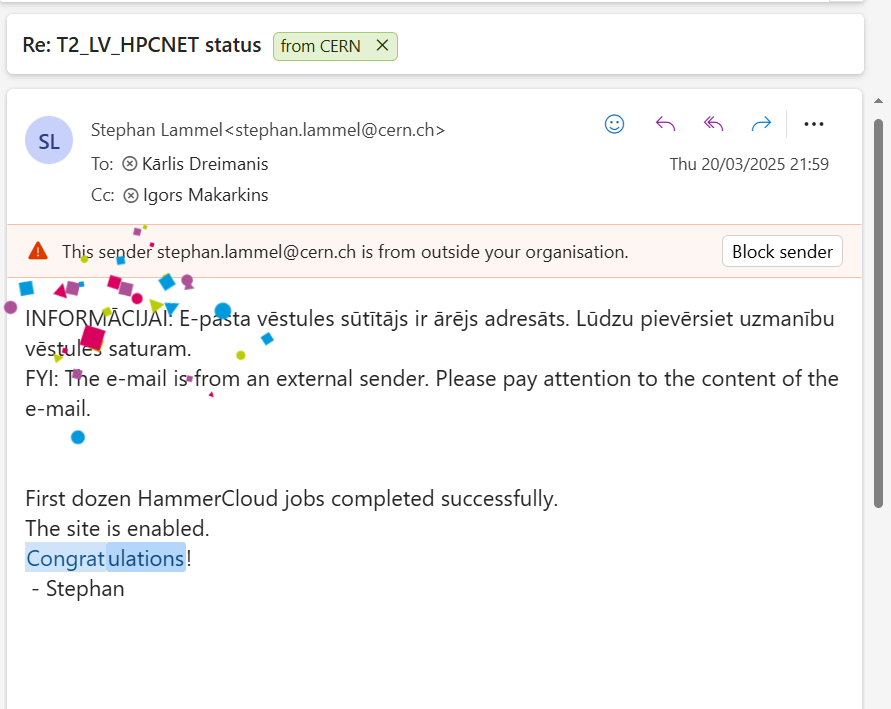 Re: T2_LV_HPCNET status from CERN ✕
SL
Stephan Lammel<stephan.lammel@cern.ch>
To: Kārlis Dreimanis
Thu 20/03/2025 21:59
Cc: Igors Makarkins
This sender stephan.lammel@cern.ch is from outside your organisation.
Block sender
INFORMĀCIJAI: E-pasta vēstules sūtītājs ir ārējs adresāts. Lūdzu pievērsiet uzmanību
vēstules saturam.
FYI: The e-mail is from an external sender. Please pay attention to the content of the
e-mail.
First dozen HammerCloud jobs completed successfully.
The site is enabled.
Congratulations!
- Stephan